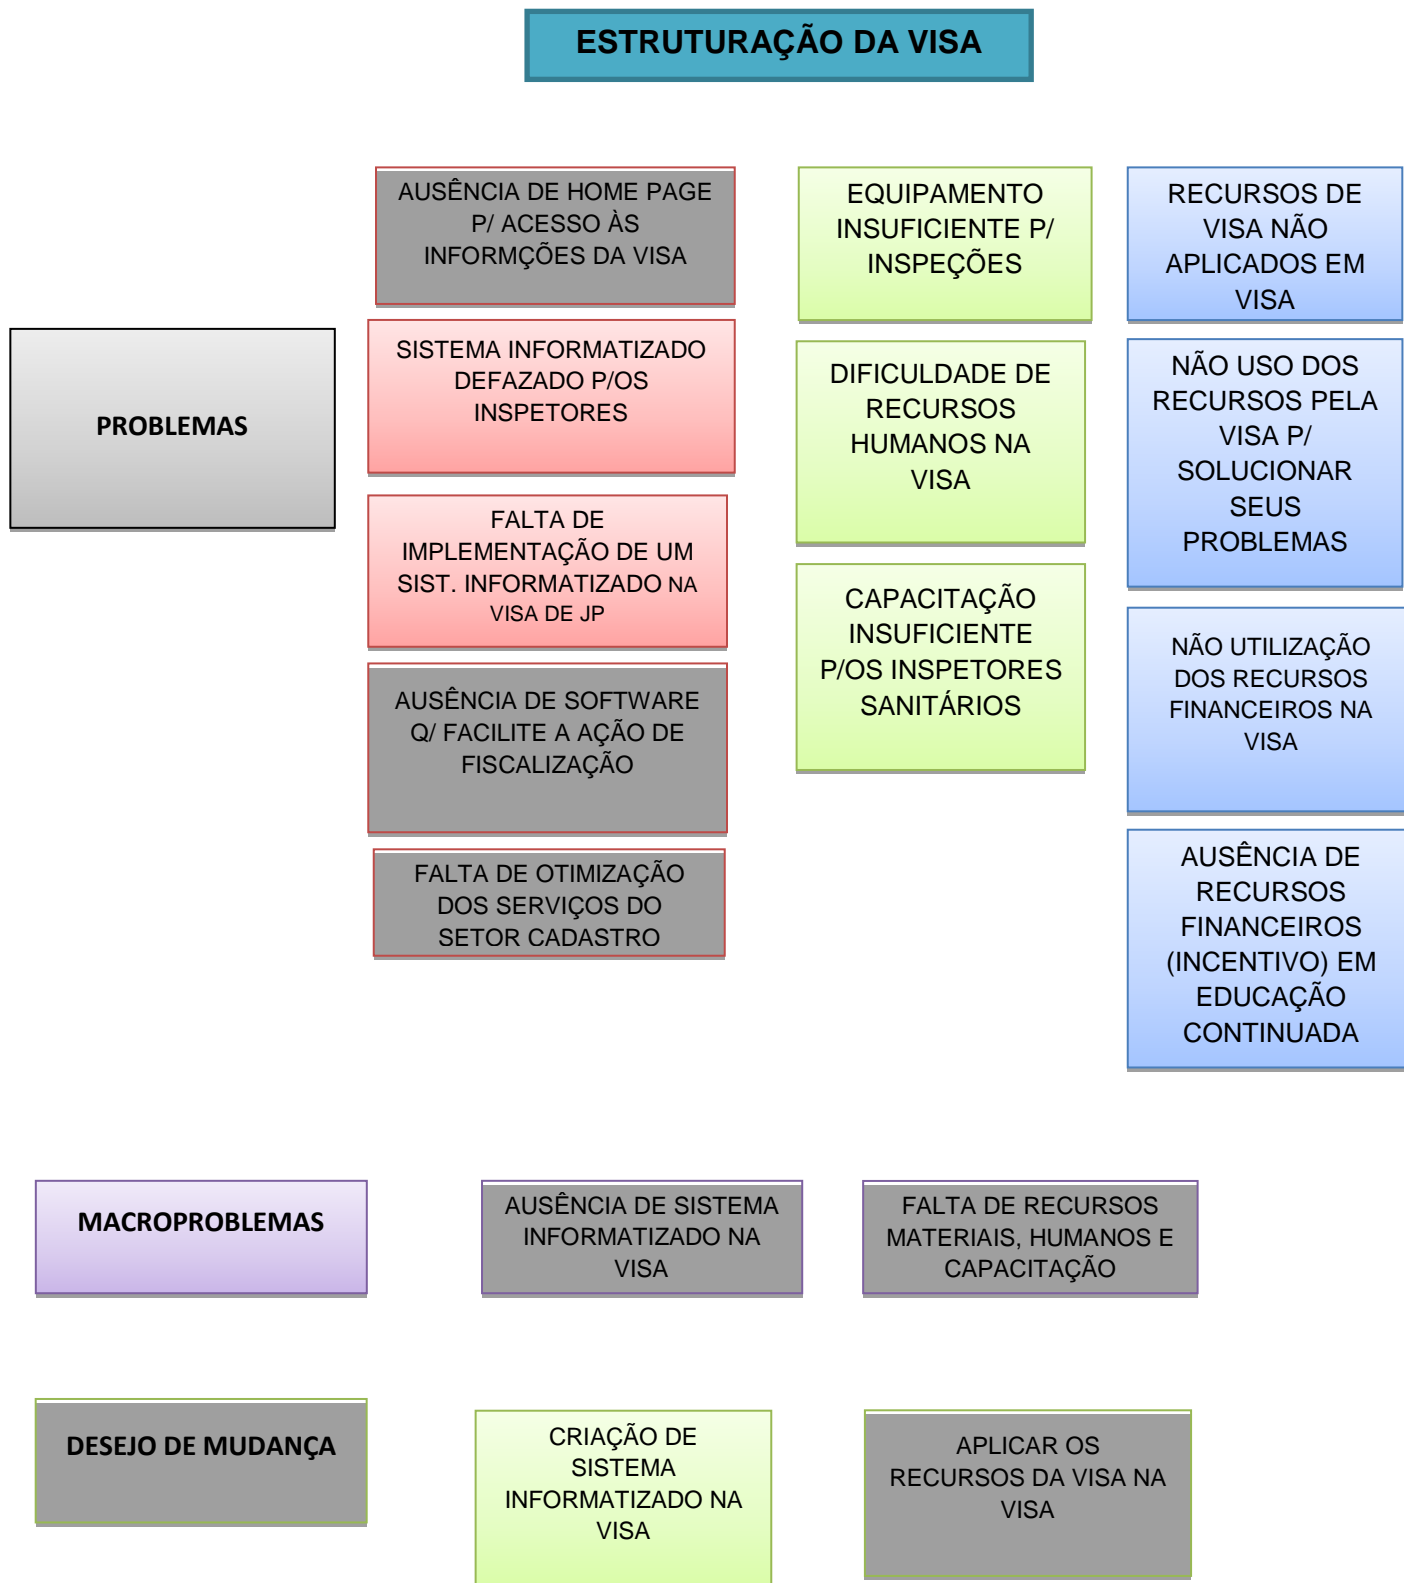 ESTRUTURAÇÃO DA VISA
PROBLEMAS
AUSÊNCIA DE HOME PAGE
P/ ACESSO ÀS
INFORMÇÕES DA VISA
SISTEMA INFORMATIZADO
DEFAZADO P/OS
INSPETORES
FALTA DE
IMPLEMENTAÇÃO DE UM
SIST. INFORMATIZADO NA
VISA DE JP
AUSÊNCIA DE SOFTWARE
Q/ FACILITE A AÇÃO DE
FISCALIZAÇÃO
FALTA DE OTIMIZAÇÃO
DOS SERVIÇOS DO
SETOR CADASTRO
EQUIPAMENTO
INSUFICIENTE P/
INSPEÇÕES
DIFICULDADE DE
RECURSOS
HUMANOS NA
VISA
CAPACITAÇÃO
INSUFICIENTE
P/OS INSPETORES
SANITÁRIOS
RECURSOS DE
VISA NÃO
APLICADOS EM
VISA
NÃO USO DOS
RECURSOS PELA
VISA P/
SOLUCIONAR
SEUS
PROBLEMAS
NÃO UTILIZAÇÃO
DOS RECURSOS
FINANCEIROS NA
VISA
AUSÊNCIA DE
RECURSOS
FINANCEIROS
(INCENTIVO) EM
EDUCAÇÃO
CONTINUADA
MACROPROBLEMAS
AUSÊNCIA DE SISTEMA
INFORMATIZADO NA
VISA
FALTA DE RECURSOS
MATERIAIS, HUMANOS E
CAPACITAÇÃO
DESEJO DE MUDANÇA
CRIAÇÃO DE
SISTEMA
INFORMATIZADO NA
VISA
APLICAR OS
RECURSOS DA VISA NA
VISA